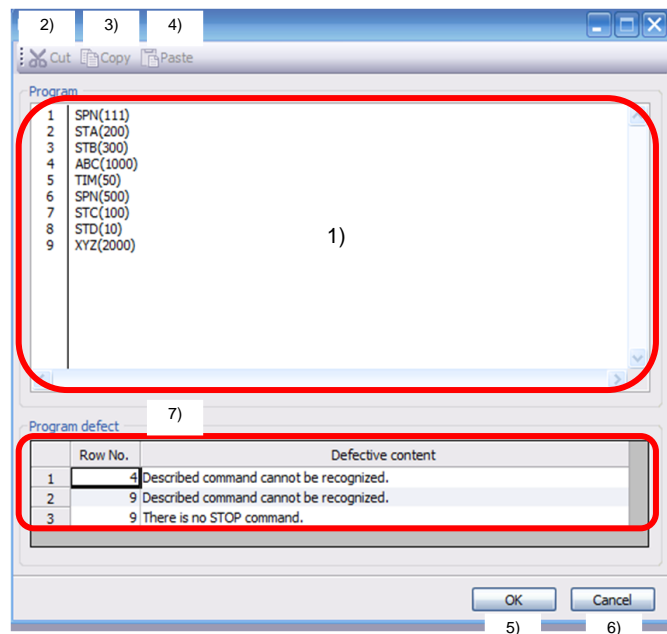 2) 3) 4)
Cut Copy Paste
Program
1 SPN(111)
2 STA(200)
3 STB(300)
4 ABC(1000)
5 TIM(50)
6 SPN(500)
7 STC(100)
8 STD(10)
9 XYZ(2000)
1)
7)
Program defect
Row No. Defective content
1 4 Described command cannot be recognized.
2 9 Described command cannot be recognized.
3 9 There is no STOP command.
OK Cancel
5) 6)